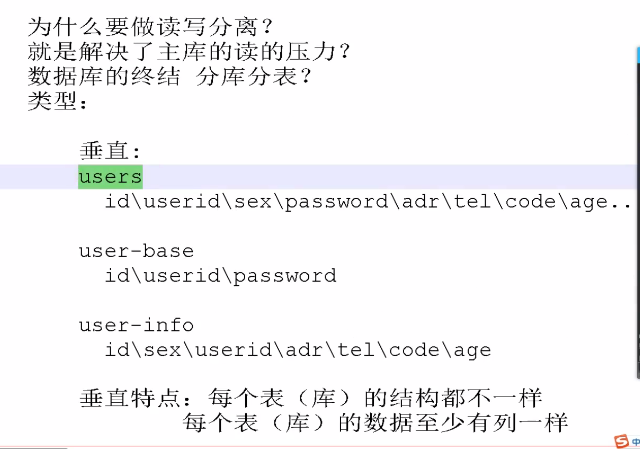 为什么要做读写分离？
就是解决了主库的读的压力？
数据库的终结 分库分表？
类型：
垂直：
users
id\userid\sex\password\adr\tel\code\age..
user-base
id\userid\password
user-info
id\sex\userid\adr\tel\code\age
垂直特点：每个表（库）的结构都不一样
每个表（库）的数据至少有列一样
中